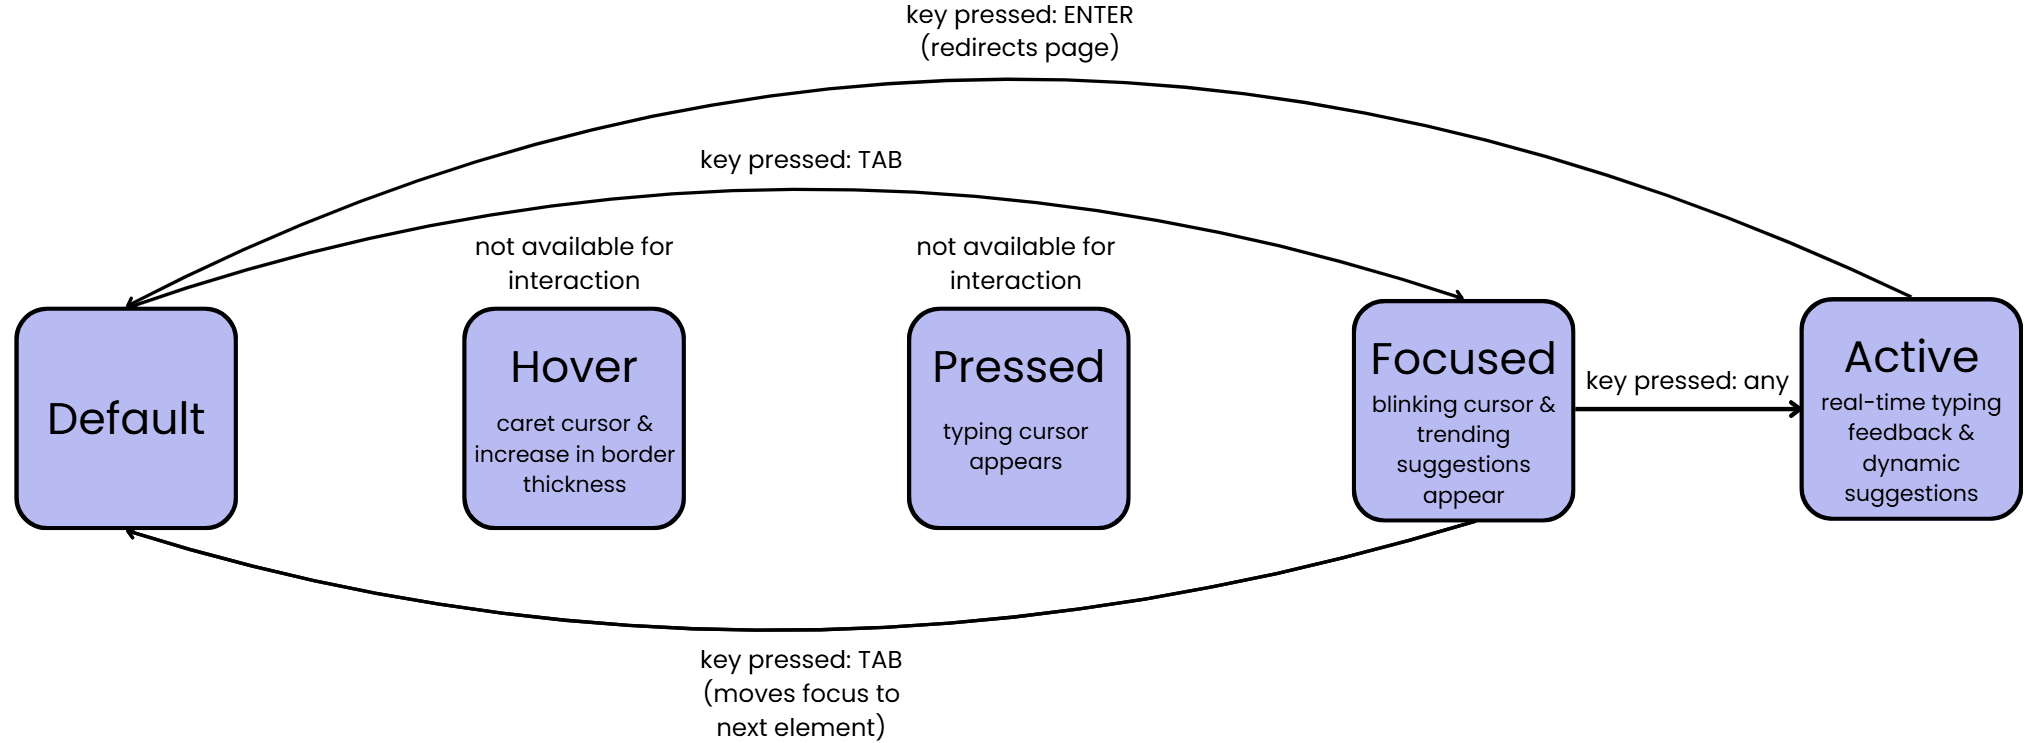 key pressed: ENTER
(redirects page)
key pressed: TAB
not available for
interaction
not available for
interaction
Default
Hover
caret cursor &
increase in border
thickness
Pressed
typing cursor
appears
Focused
blinking cursor &
trending
suggestions
appear
key pressed: any
Active
real-time typing
feedback &
dynamic
suggestions
key pressed: TAB
(moves focus to
next element)